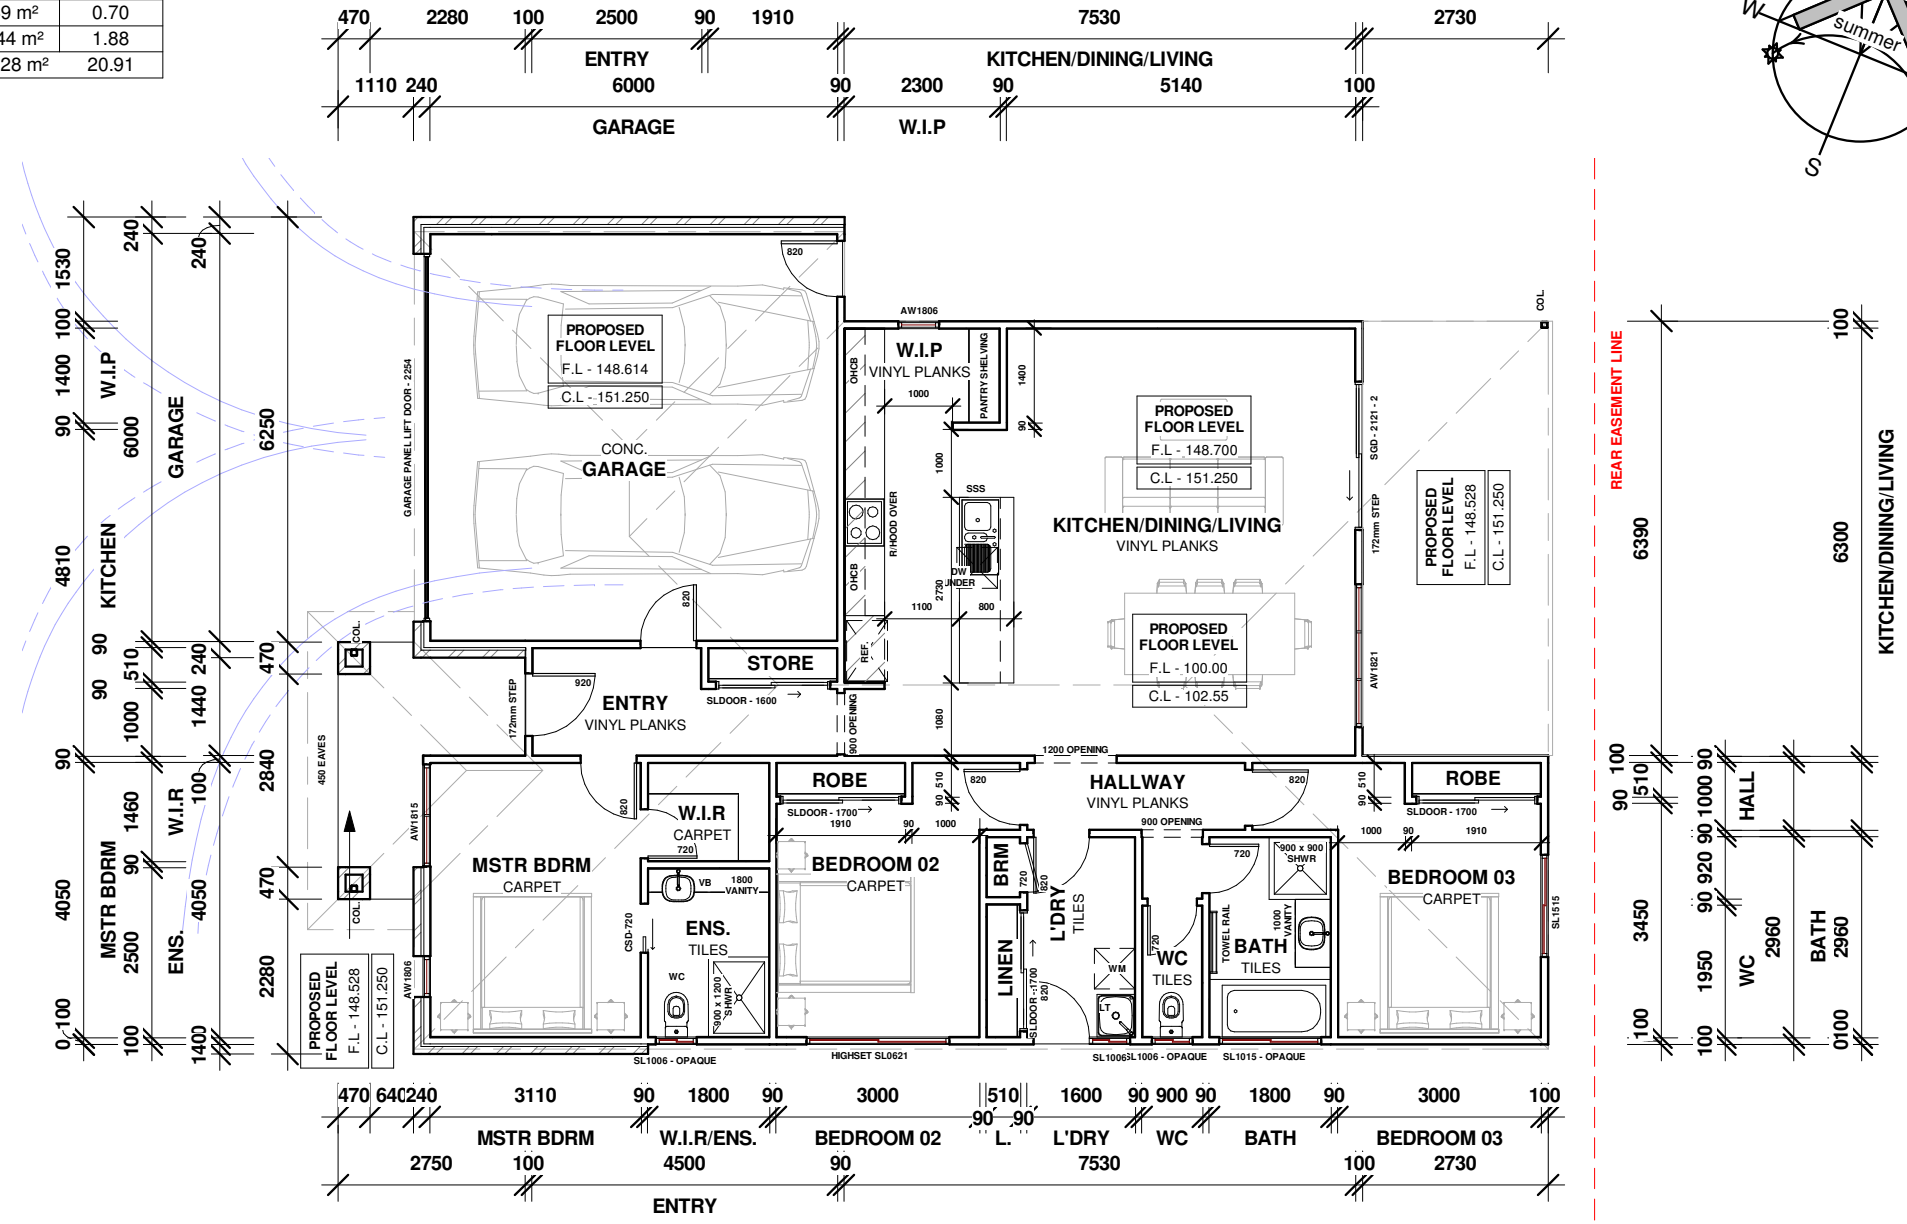 9 m² 0.70
44 m² 1.88
28 m² 20.91
470 2280 100 2500 90 1910 7530 2730
ENTRY KITCHEN/DINING/LIVING
1110 240 6000 90 2300 90 5140 100
GARAGE W.I.P
W
summer
S
240
240
1530
100
1400
W.I.P
90
6000
GARAGE
6250
4810
KITCHEN
90
510
240
470
90
1000
1440
90
100
2840
1460
W.I.R
90
4050
MSTR BDRM
2500
ENS.
4050
470
2280
100
0
100
1400
820
AW1806
COL.
PROPOSED
FLOOR LEVEL
F.L - 148.614
C.L - 151.250
OHCB
W.I.P
VINYL PLANKS
1000
PANTRY SHELVING
1400
90
GARAGE PANEL LIFT DOOR - 2254
CONC.
GARAGE
PROPOSED
FLOOR LEVEL
F.L - 148.700
C.L - 151.250
SGD - 2121 - 2
REAR EASEMENT LINE
1000
SSS
R/HOOD OVER
KITCHEN/DINING/LIVING
VINYL PLANKS
172mm STEP
PROPOSED
FLOOR LEVEL
F.L - 148.528
C.L - 151.250
OHCB
DW
UNDER
2730
1100 800
820
REF.
PROPOSED
FLOOR LEVEL
F.L - 100.00
C.L - 102.55
AW1821
COL.
STORE
920
SLDOOR - 1600
ENTRY
VINYL PLANKS
172mm STEP
900 OPENING
1080
1200 OPENING
450 EAVES
AW1815
820
W.I.R
CARPET
720
ROBE
SLDOOR - 1700
1910 90 1000
510
90
820
HALLWAY
VINYL PLANKS
900 OPENING
820
510
90
ROBE
SLDOOR - 1700
1000 90 1910
MSTR BDRM
CARPET
VB
1800
VANITY
BEDROOM 02
CARPET
BRM
720
820
L'DRY
TILES
720
900 x 900
SHWR
BEDROOM 03
CARPET
COL.
CSD-720
ENS.
TILES
WC
900 x 1200
SHWR
LINEN
SLDOOR -1700
820
WM
LT
720
WC
TILES
TOWEL RAIL
1000
VANITY
BATH
TILES
SL1515
AW1806
PROPOSED
FLOOR LEVEL
F.L - 148.528
C.L - 151.250
SL1006 - OPAQUE
HIGHSET SL0621
SL1006
SL1006 - OPAQUE
SL1015 - OPAQUE
6390
100
6300
KITCHEN/DINING/LIVING
100
510
90
90
1000
HALL
90
920
90
3450
1950
WC
2960
BATH
2960
100
100
0
100
470 640 240 3110 90 1800 90 3000 90 510 90 1600 90 900 90 1800 90 3000 100
MSTR BDRM W.I.R/ENS. BEDROOM 02 L. L'DRY WC BATH BEDROOM 03
2750 100 4500 90 7530 100 2730
ENTRY